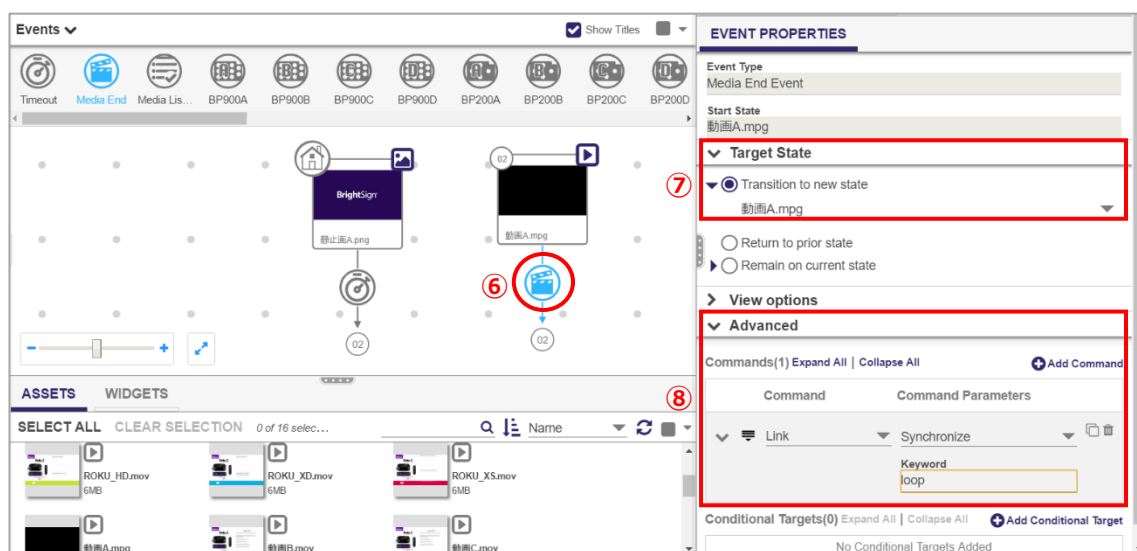 Events
Show Titles
EVENT PROPERTIES
Timeout
Media End
Media Lis...
BP900A
BP900B
BP900C
BP900D
BP200A
BP200B
BP200C
BP200D
A
B
C
D
A
B
C
D
Event Type
Media End Event
Start State
動画A.mpg
⑦
Target State
Transition to new state
動画A.mpg
Return to prior state
Remain on current state
View options
BrightSign
静止画A.png
02
動画A.mpg
⑥
02
02
⑧
Advanced
Commands(1) Expand All | Collapse All
Add Command
Command
Command Parameters
Link
Synchronize
Keyword
loop
Conditional Targets(0) Expand All | Collapse All
Add Conditional Target
No Conditional Targets Added
ASSETS
WIDGETS
SELECT ALL
CLEAR SELECTION
0 of 16 selec...
Name
ROKU_HD.mov
6MB
ROKU_XD.mov
6MB
ROKU_XS.mov
6MB
動画A.mpg
動画B.mov
動画C.mov